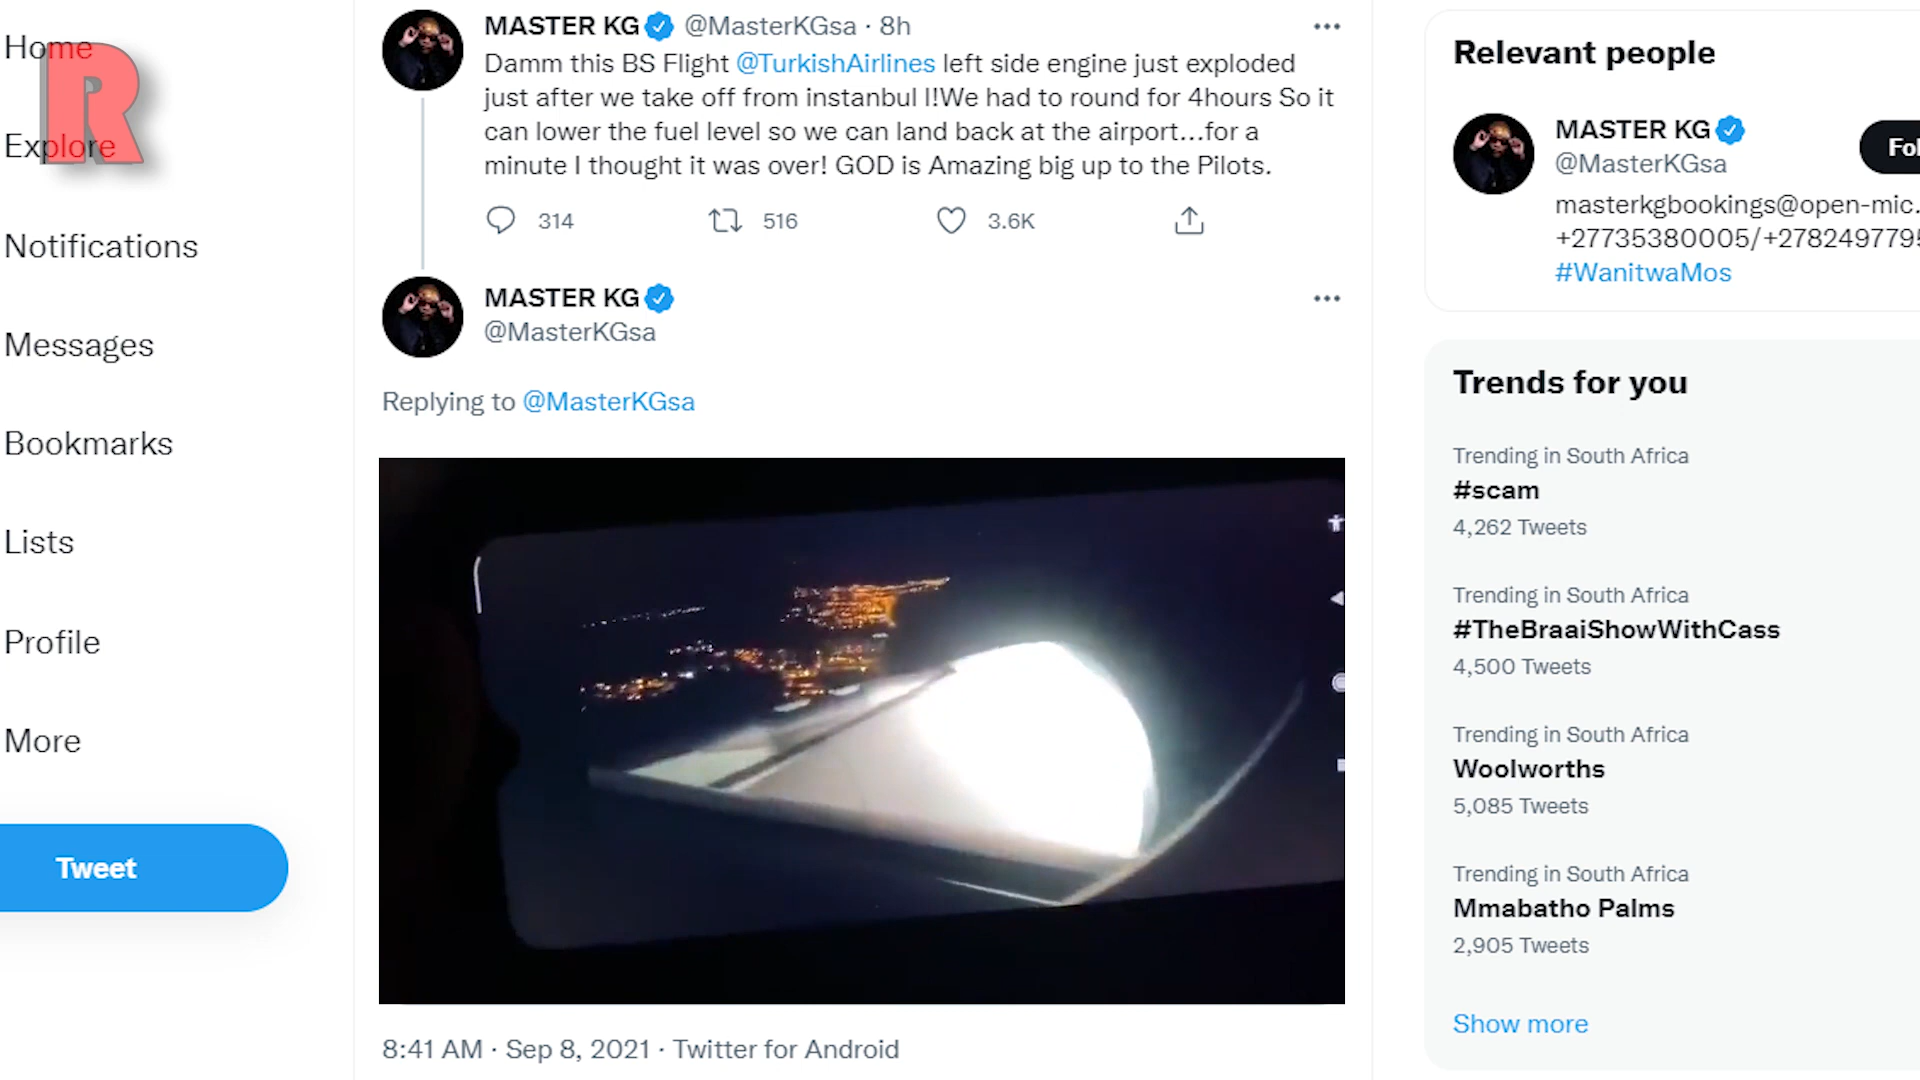 R
Home
Explore
Notifications
Messages
Bookmarks
Lists
Profile
More
Tweet
MASTER KG @MasterKGsa · 8h
Damm this BS Flight @TurkishAirlines left side engine just exploded
just after we take off from instanbul I!We had to round for 4hours So it
can lower the fuel level so we can land back at the airport...for a
minute I thought it was over! GOD is Amazing big up to the Pilots.
314 516 3.6K
MASTER KG
@MasterKGsa
Replying to @MasterKGsa
8:41 AM · Sep 8, 2021 · Twitter for Android
Relevant people
MASTER KG
@MasterKGsa
Fol
masterkgbookings@open-mic.
+27735380005/+278249779
#WanitwaMos
Trends for you
Trending in South Africa
#scam
4,262 Tweets
Trending in South Africa
#TheBraaiShowWithCass
4,500 Tweets
Trending in South Africa
Woolworths
5,085 Tweets
Trending in South Africa
Mmabatho Palms
2,905 Tweets
Show more